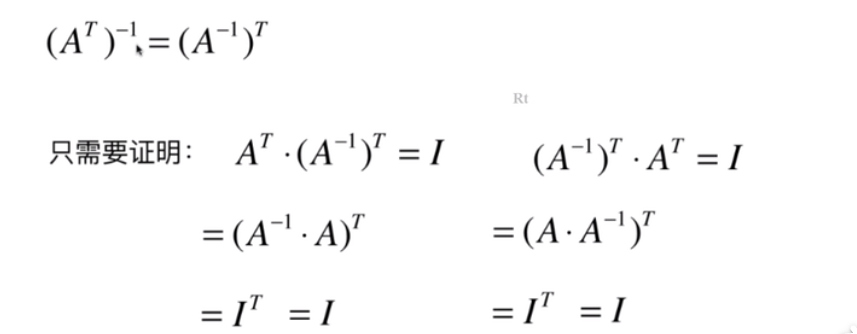 (A^T)^{-1} = (A^{-1})^T
Rt
只需要证明： A^T · (A^{-1})^T = I (A^{-1})^T · A^T = I
= (A^{-1} · A)^T = (A · A^{-1})^T
= I^T = I = I^T = I